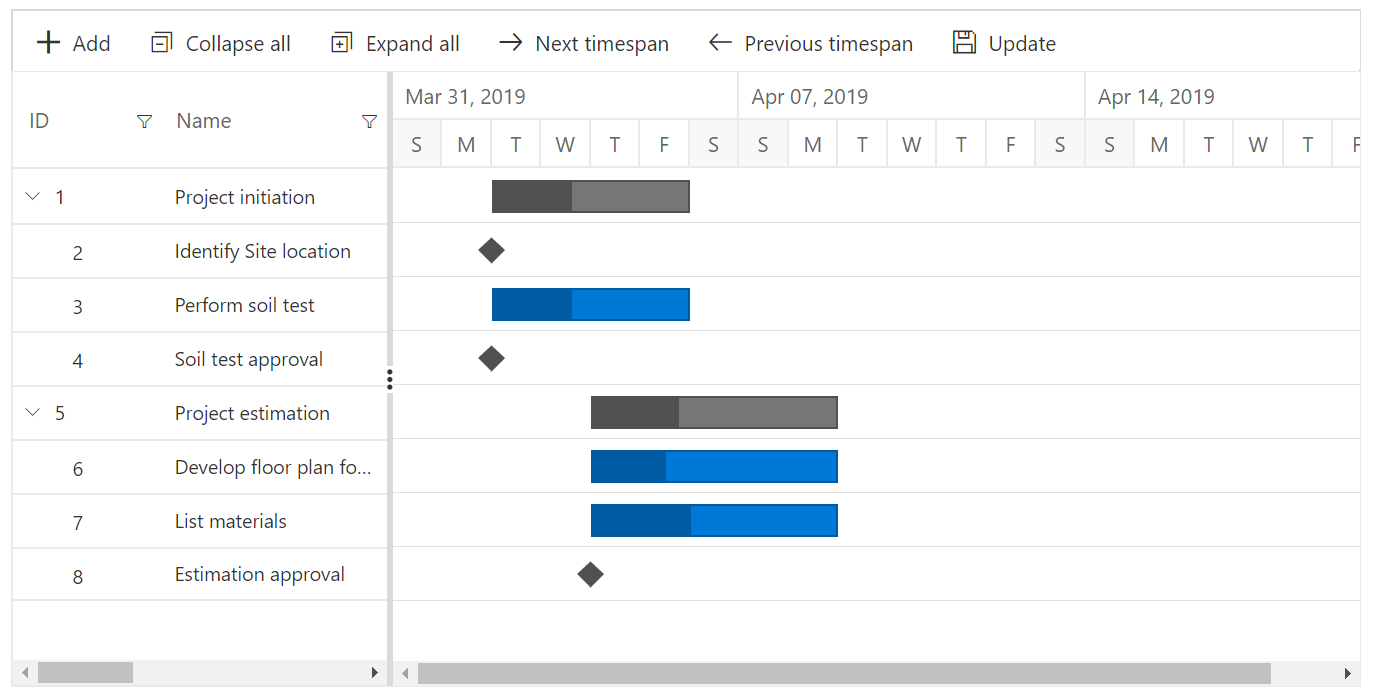 Add Collapse all Expand all Next timespan Previous timespan Update
ID Name Mar 31, 2019 Apr 07, 2019 Apr 14, 2019
S M T W T F S S M T W T F S S M T W T F
1 Project initiation
2 Identify Site location
3 Perform soil test
4 Soil test approval
5 Project estimation
6 Develop floor plan fo...
7 List materials
8 Estimation approval